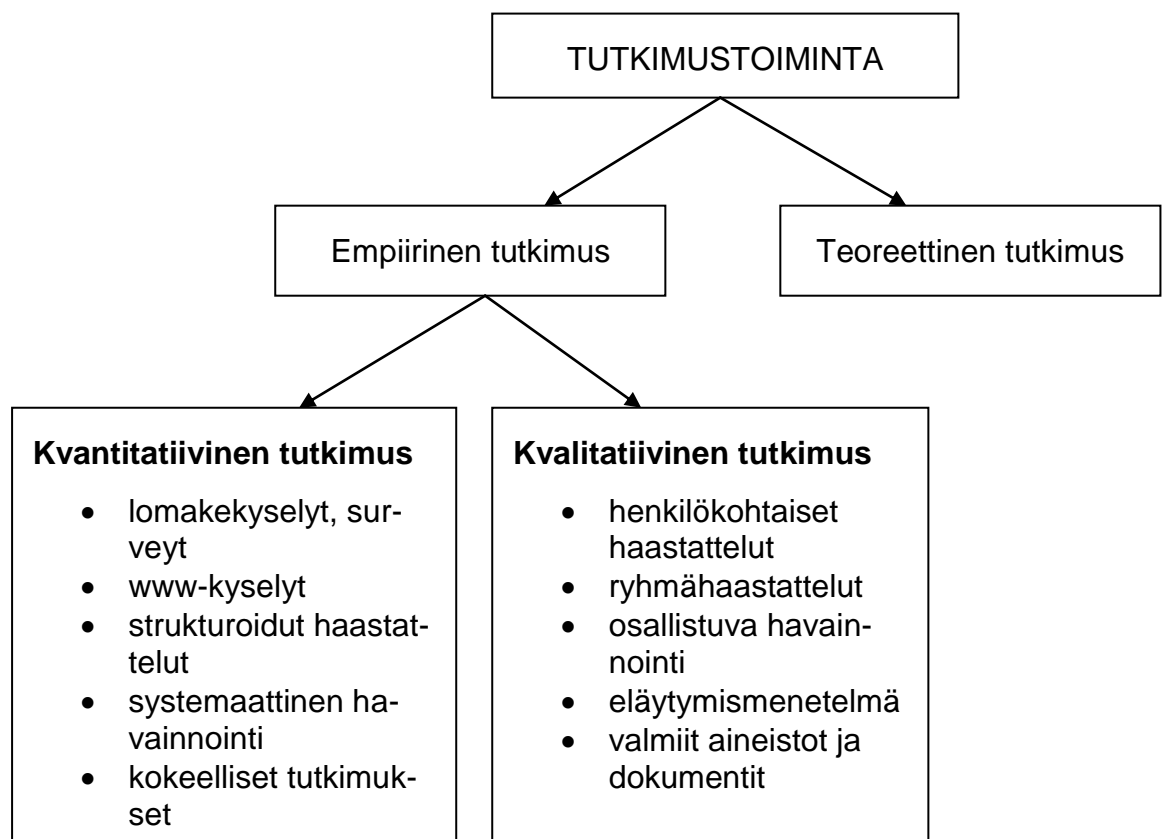 TUTKIMUSTOIMINTA
Empiirinen tutkimus
Teoreettinen tutkimus
Kvantitatiivinen tutkimus
• lomakekyselyt, sur-
veyt
• www-kyselyt
• strukturoidut haastat-
telut
• systemaattinen ha-
vainnointi
• kokeelliset tutkimuk-
set
Kvalitatiivinen tutkimus
• henkilökohtaiset
haastattelut
• ryhmähaastattelut
• osallistuva havain-
nointi
• eläytymismenetelmä
• valmiit aineistot ja
dokumentit